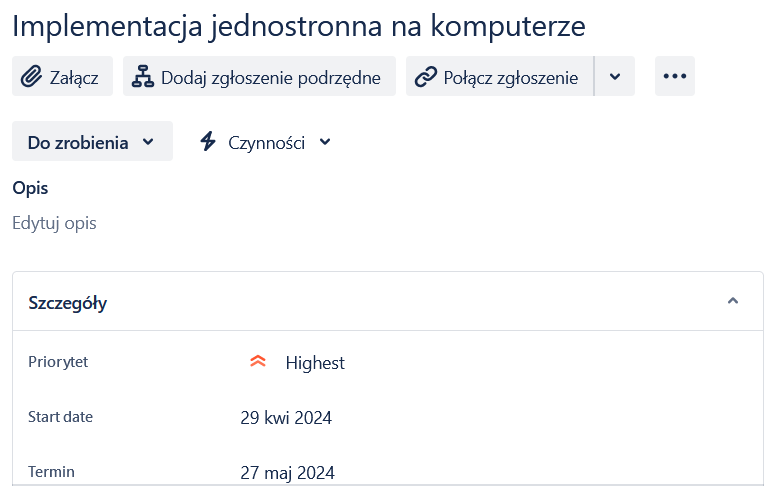 Implementacja jednostronna na komputerze
Załącz Dodaj zgłoszenie podrzędne Połącz zgłoszenie
Do zrobienia Czynności
Opis
Edytuj opis
Szczegóły
Priorytet Highest
Start date 29 kwi 2024
Termin 27 maj 2024